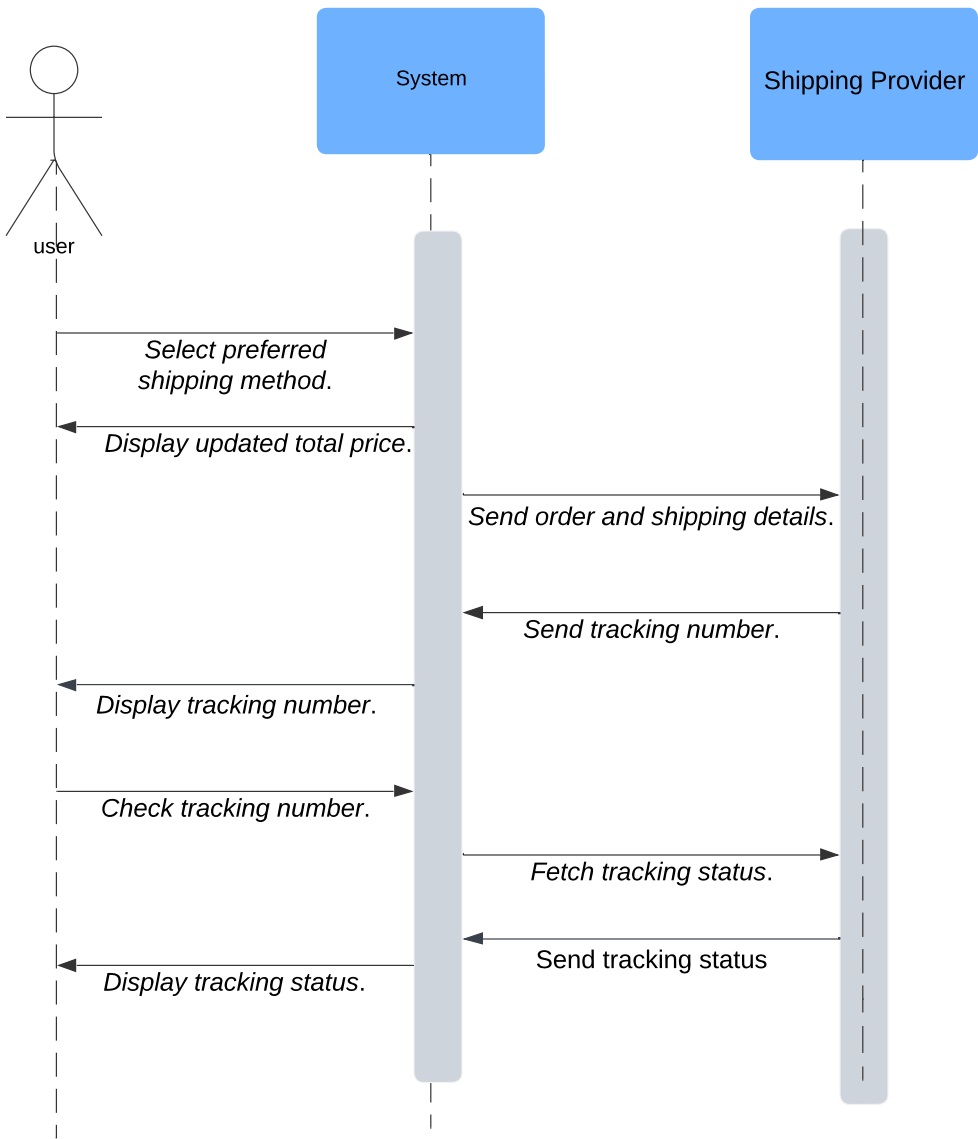 System
Shipping Provider
user
Select preferred
shipping method.
Display updated total price.
Send order and shipping details.
Send tracking number.
Display tracking number.
Check tracking number.
Fetch tracking status.
Send tracking status
Display tracking status.